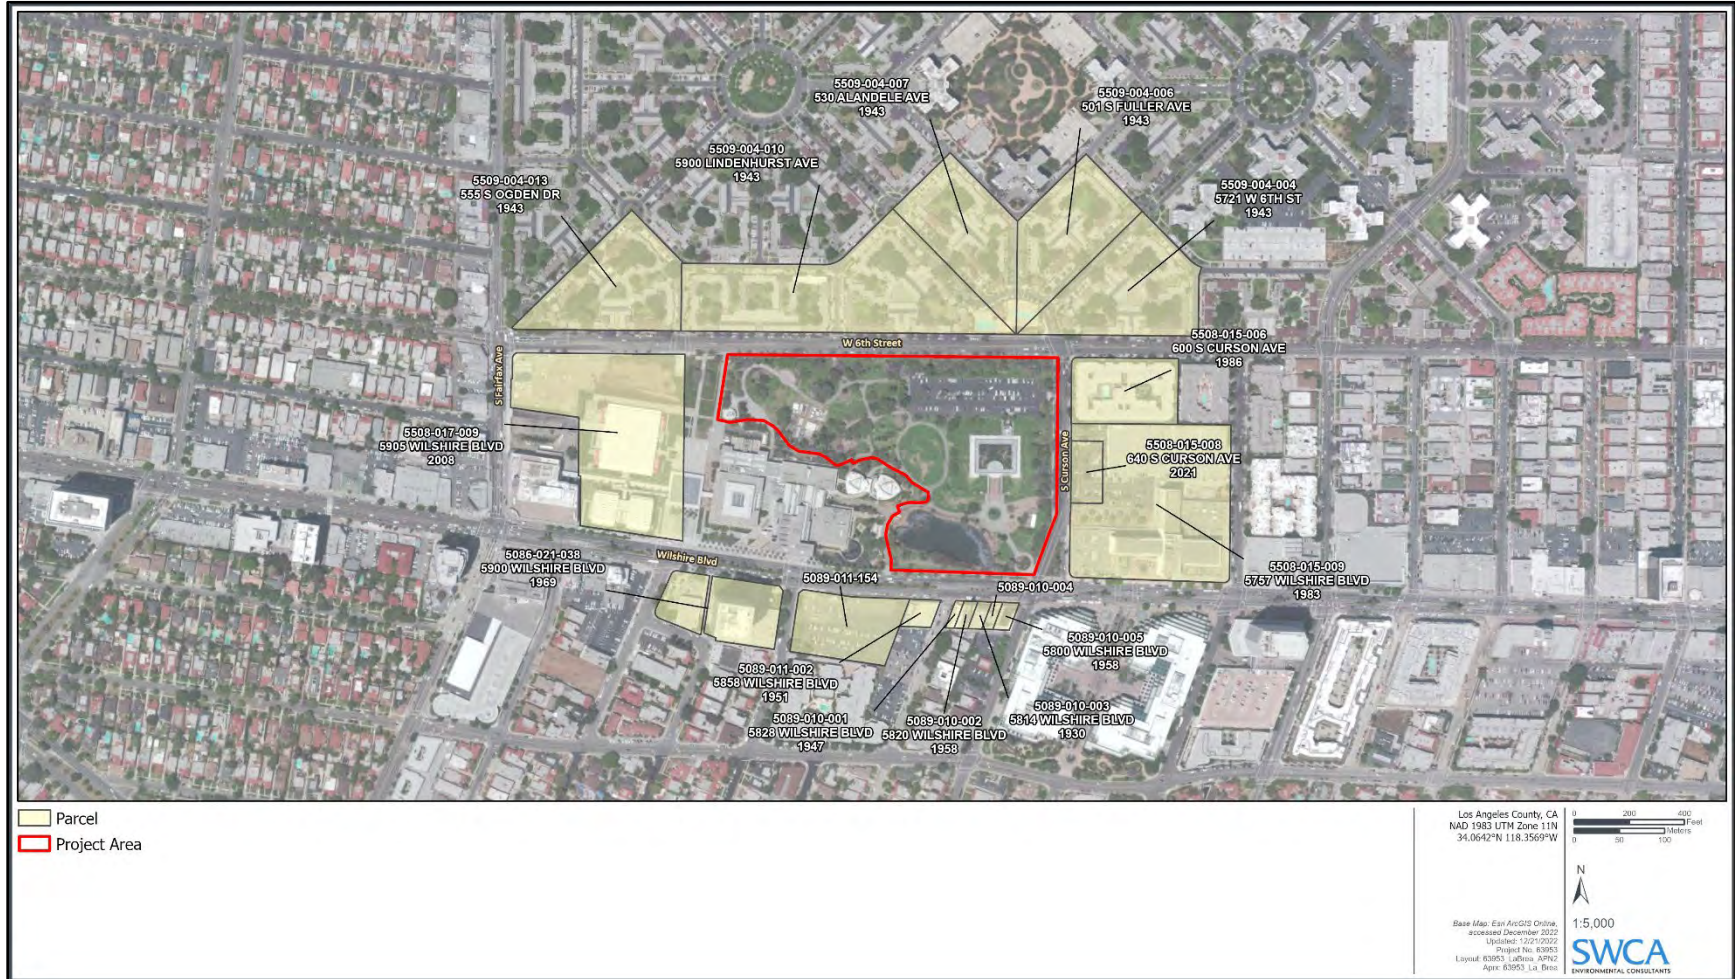 5509-004-007
530 ALANDELE AVE
1943
5509-004-006
501 S FULLER AVE
1943
5509-004-010
5900 LINDENHURST AVE
1943
5509-004-013
555 S OGDEN DR
1943
5509-004-004
5721 W 6TH ST
1943
W 6th Street
S Fairfax Ave
5508-015-006
600 S CURSON AVE
1986
5508-017-009
5905 WILSHIRE BLVD
2008
S Curson Ave
5508-015-008
640 S CURSON AVE
2021
Wilshire Blvd
5086-021-038
5900 WILSHIRE BLVD
1969
5089-011-154
5089-010-004
5508-015-009
5757 WILSHIRE BLVD
1983
5089-010-005
5800 WILSHIRE BLVD
1958
5089-011-002
5858 WILSHIRE BLVD
1951
5089-010-001
5828 WILSHIRE BLVD
1947
5089-010-002
5820 WILSHIRE BLVD
1958
5089-010-003
5814 WILSHIRE BLVD
1930
Parcel
Project Area
Los Angeles County, CA
NAD 1983 UTM Zone 11N
34.0642°N 118.3569°W
0 200 400
Feet
Meters
0 50 100
N
1:5,000
Base Map: Esri ArcGIS Online,
accessed December 2022
Updated: 12/21/2022
Project No. 63953
Layout: 63953_LaBrea_APN2
Aprx: 63953_La_Brea
SWCA
ENVIRONMENTAL CONSULTANTS